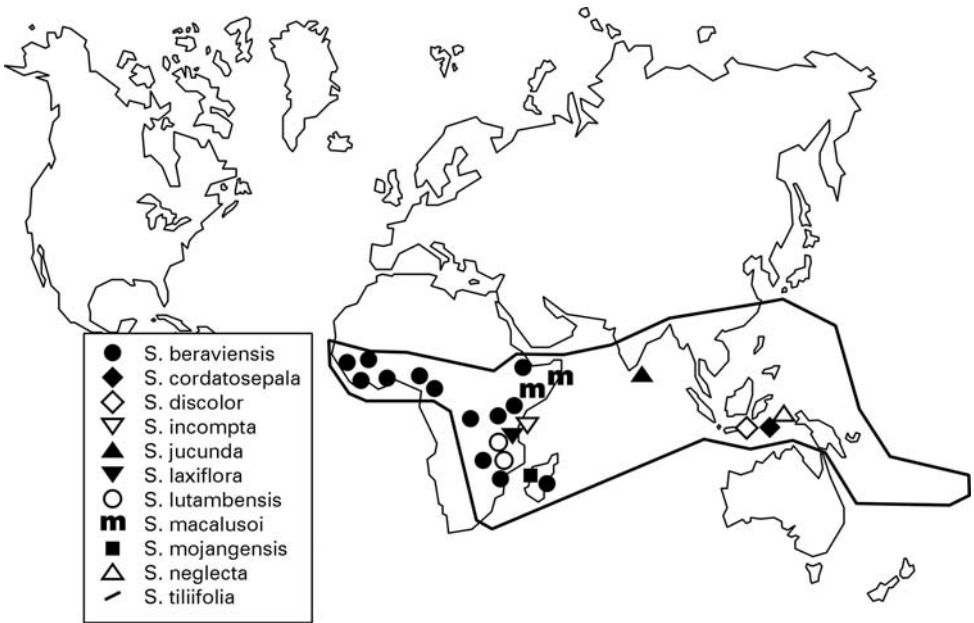 S. beraviensis
S. cordatosepala
S. discolor
S. incompta
S. jucunda
S. laxiflora
S. lutambensis
m S. macalusoi
S. mojangensis
S. neglecta
S. tiliifolia
m
m